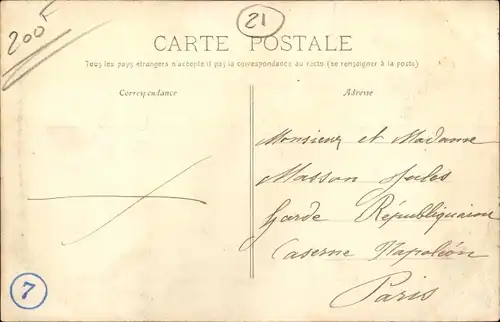 200F
21
CARTE POSTALE
Tous les pays étrangers n'acceptent pas la correspondance au recto (se renseigner à la poste)
Correspondance
Adresse
Monsieur et Madame
Masson Jules
Garde Républiquaine
Caserne Napoléon
Paris
7